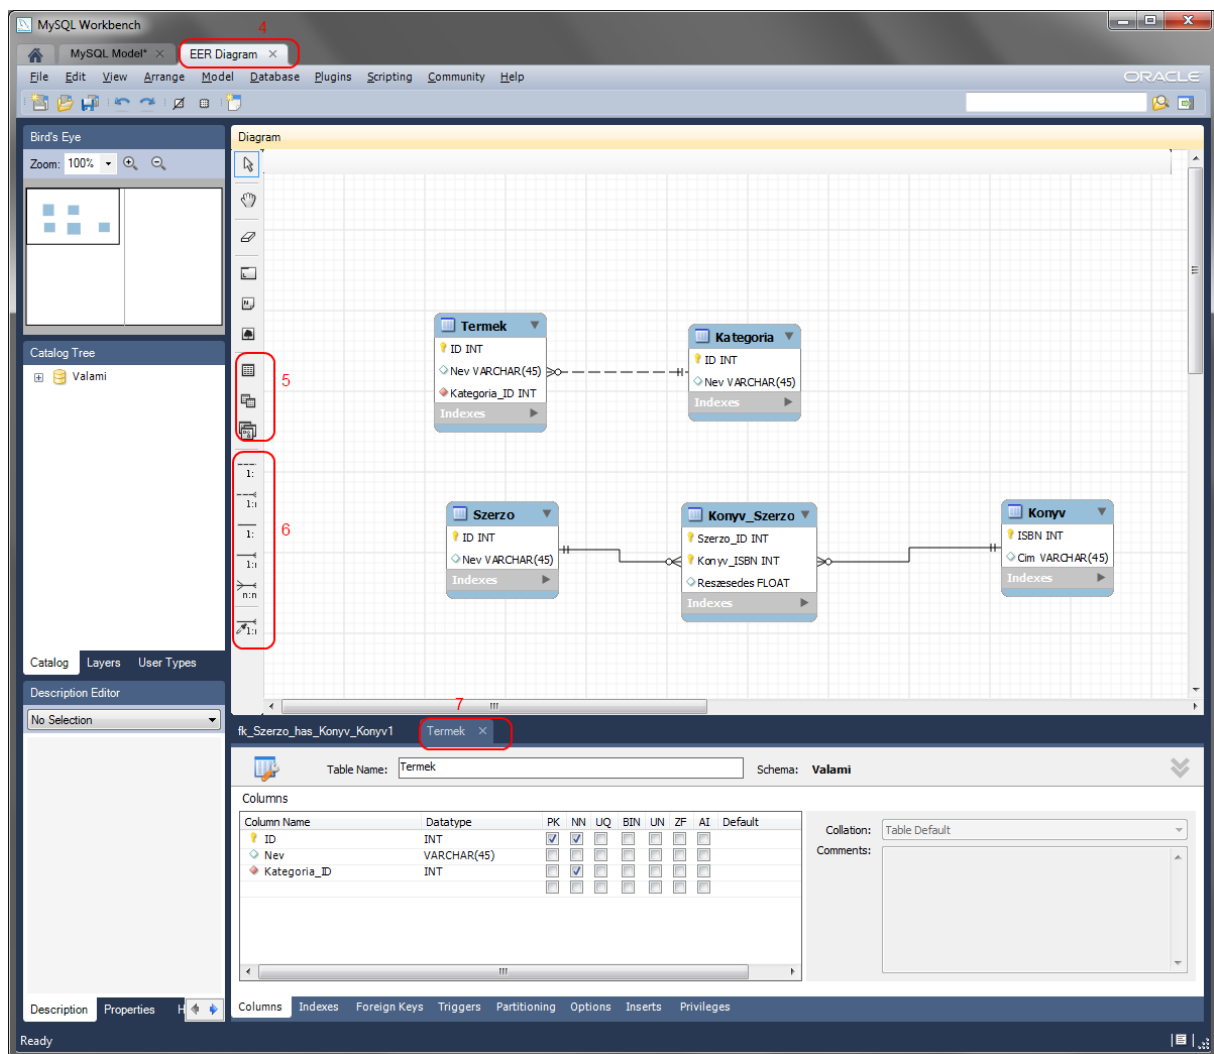 MySQL Workbench
4
MySQL Model* ×
EER Diagram ×
File Edit View Arrange Model Database Plugins Scripting Community Help
ORACLE
Bird's Eye
Zoom: 100%
Diagram
Catalog Tree
Valami
5
6
1:
1:
n:n
Termek
ID INT
Nev VARCHAR(45)
Kategoria_ID INT
Indexes
Kategoria
ID INT
Nev VARCHAR(45)
Indexes
Szerzo
ID INT
Nev VARCHAR(45)
Indexes
Konyv_Szerzo
Szerzo_ID INT
Konyv_ISBN INT
Reszesedes FLOAT
Indexes
Konyv
ISBN INT
Cim VARCHAR(45)
Indexes
Catalog Layers User Types
Description Editor
No Selection
7
fk_Szerzo_has_Konyv_Konyv1
Termek ×
Table Name: Termek
Schema: Valami
Columns
Column Name Datatype PK NN UQ BIN UN ZF AI Default
ID INT
Nev VARCHAR(45)
Kategoria_ID INT
Collation: Table Default
Comments:
Description Properties H
Columns Indexes Foreign Keys Triggers Partitioning Options Inserts Privileges
Ready